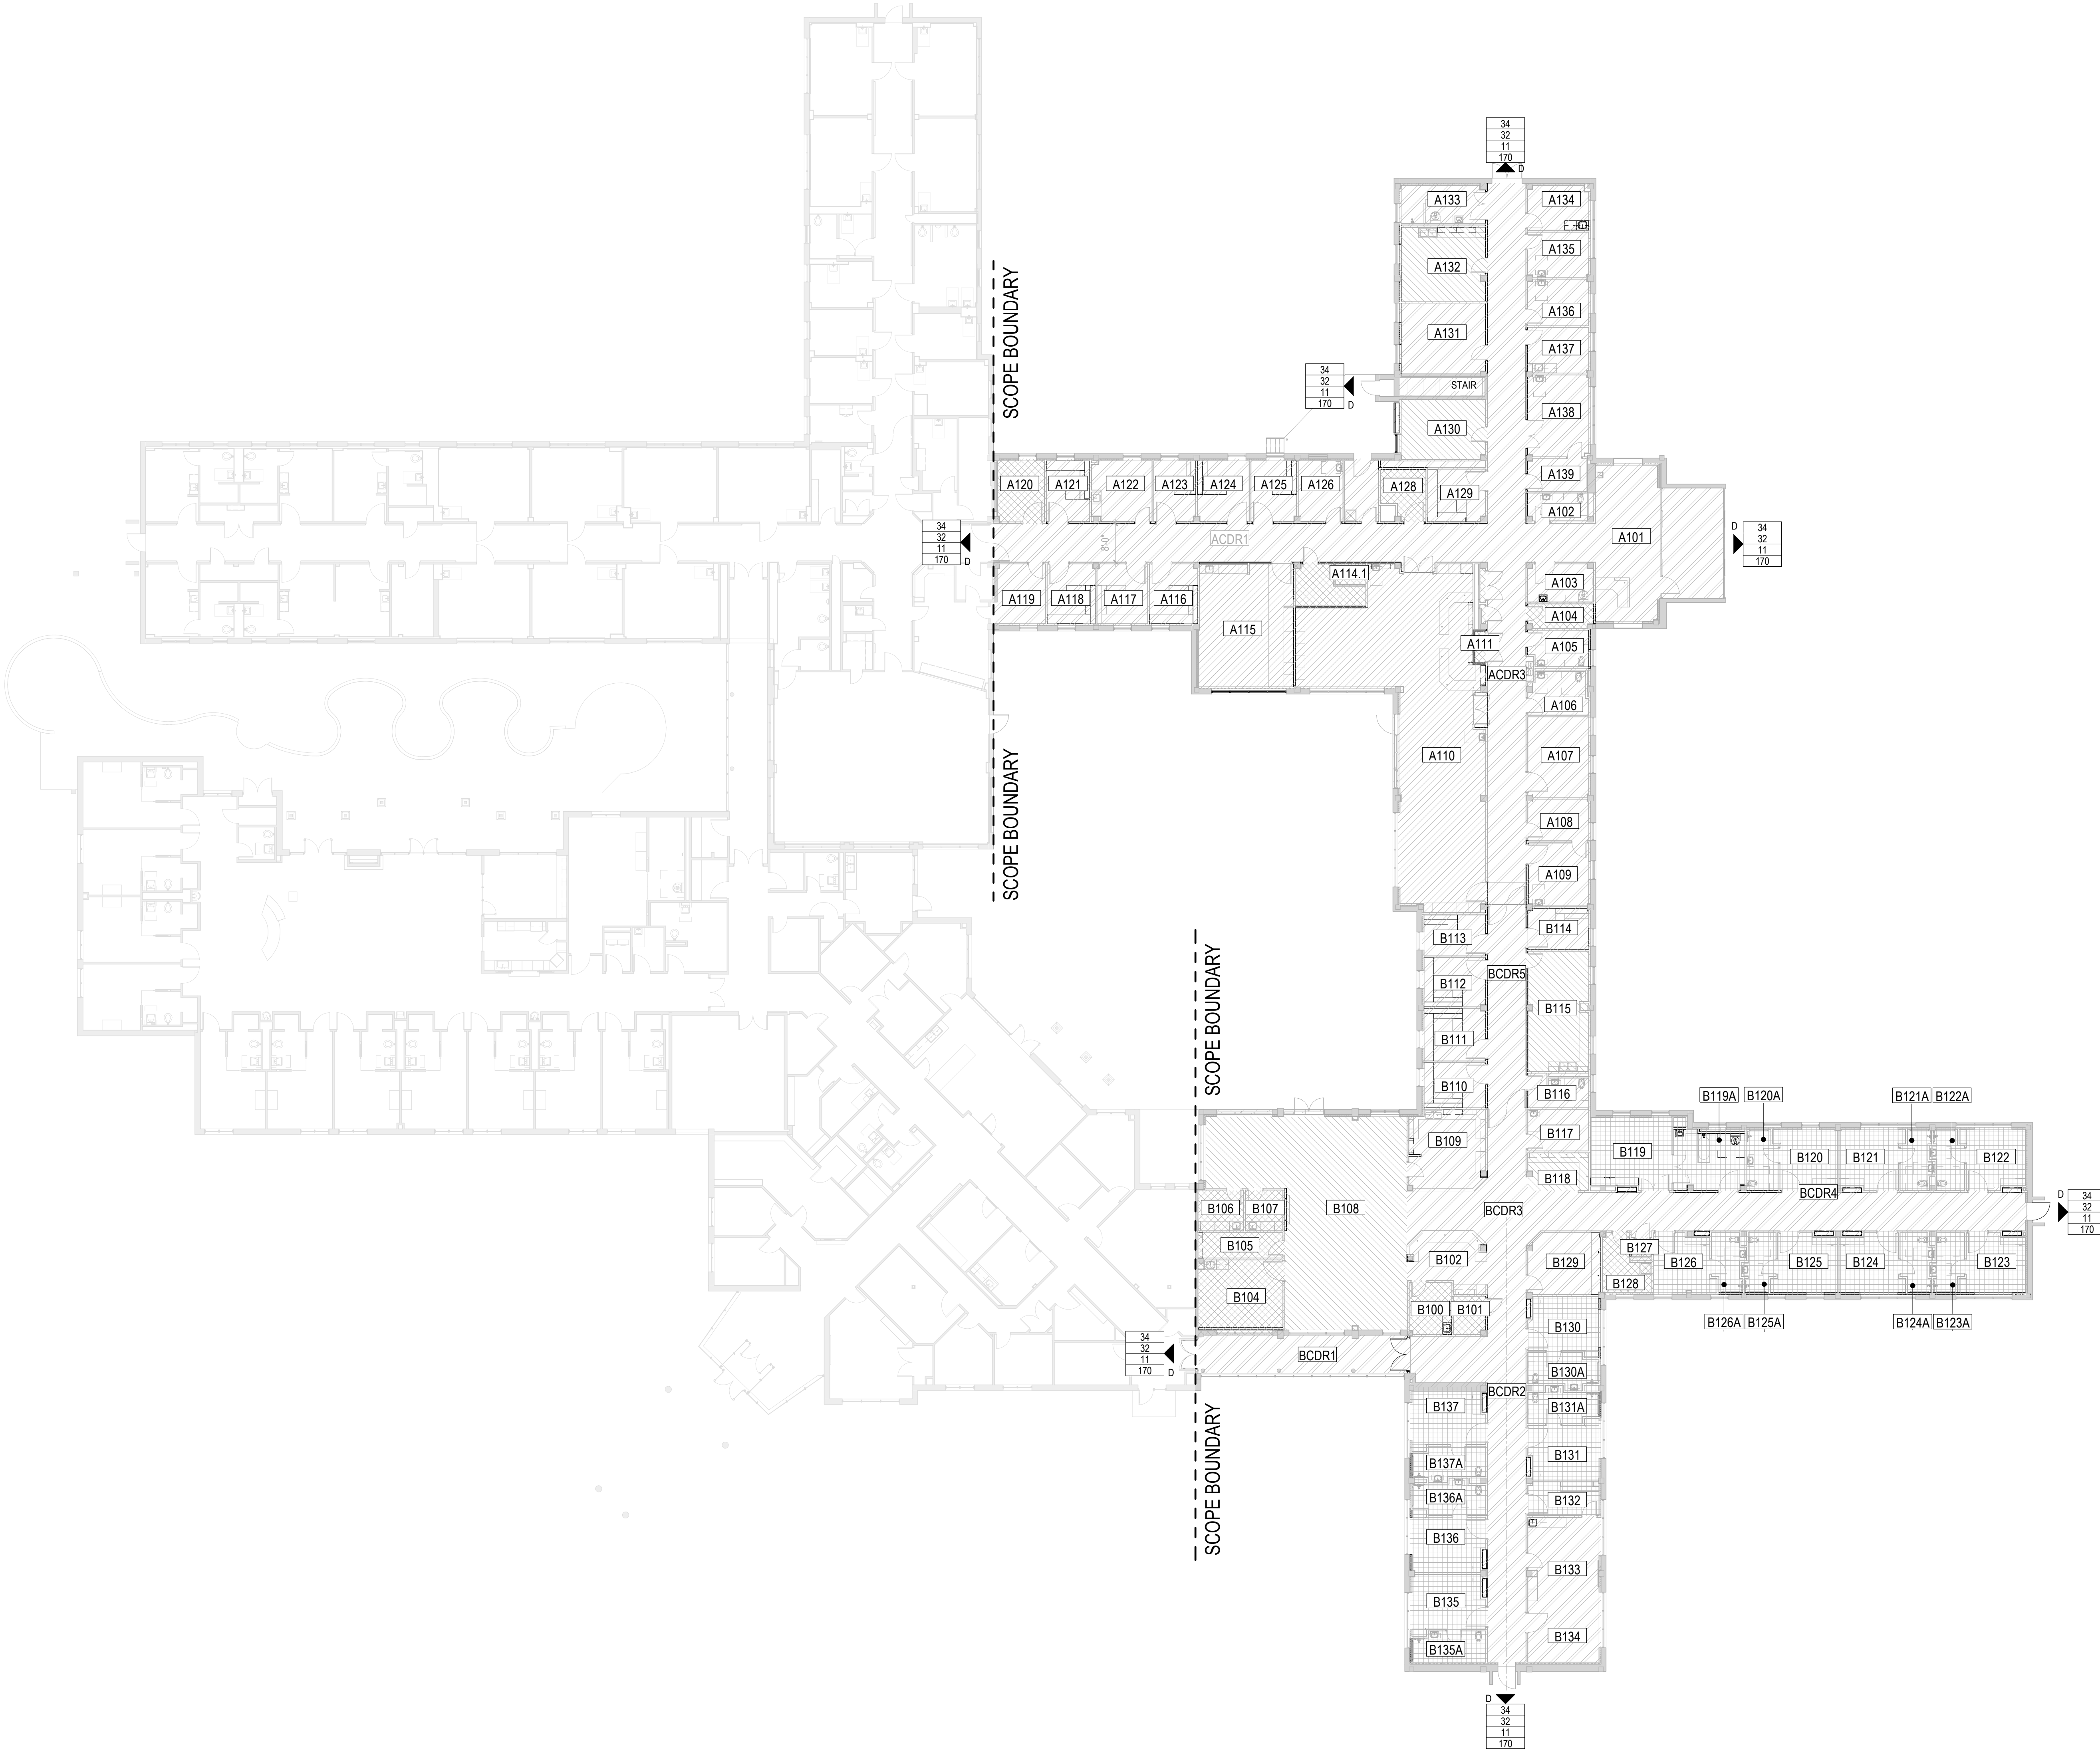 34
32
11
170
D
A133
A134
A135
A132
A136
A131
A137
SCOPE BOUNDARY
34
32
11
170
D
STAIR
A138
A130
A139
A120
A121
A122
A123
A124
A125
A126
A128
A129
A102
34
32
11
170
D
8'-0"
ACDR1
A101
D
34
32
11
170
A114.1
A103
A119
A118
A117
A116
A104
A115
A111
A105
ACDR3
A106
SCOPE BOUNDARY
A110
A107
A108
A109
B114
B113
SCOPE BOUNDARY
BCDR5
B112
B115
B111
B110
B116
B119A
B120A
B121A
B122A
B109
B117
B119
B120
B121
B122
B118
BCDR4
B106
B107
B108
BCDR3
D
34
32
11
170
B105
B102
B127
B129
B126
B125
B124
B123
B128
B104
B100
B101
B126A
B125A
B124A
B123A
B130
34
32
11
170
D
BCDR1
B130A
BCDR2
B137
B131A
SCOPE BOUNDARY
B131
B137A
B136A
B132
B136
B133
B135
B134
B135A
D
34
32
11
170